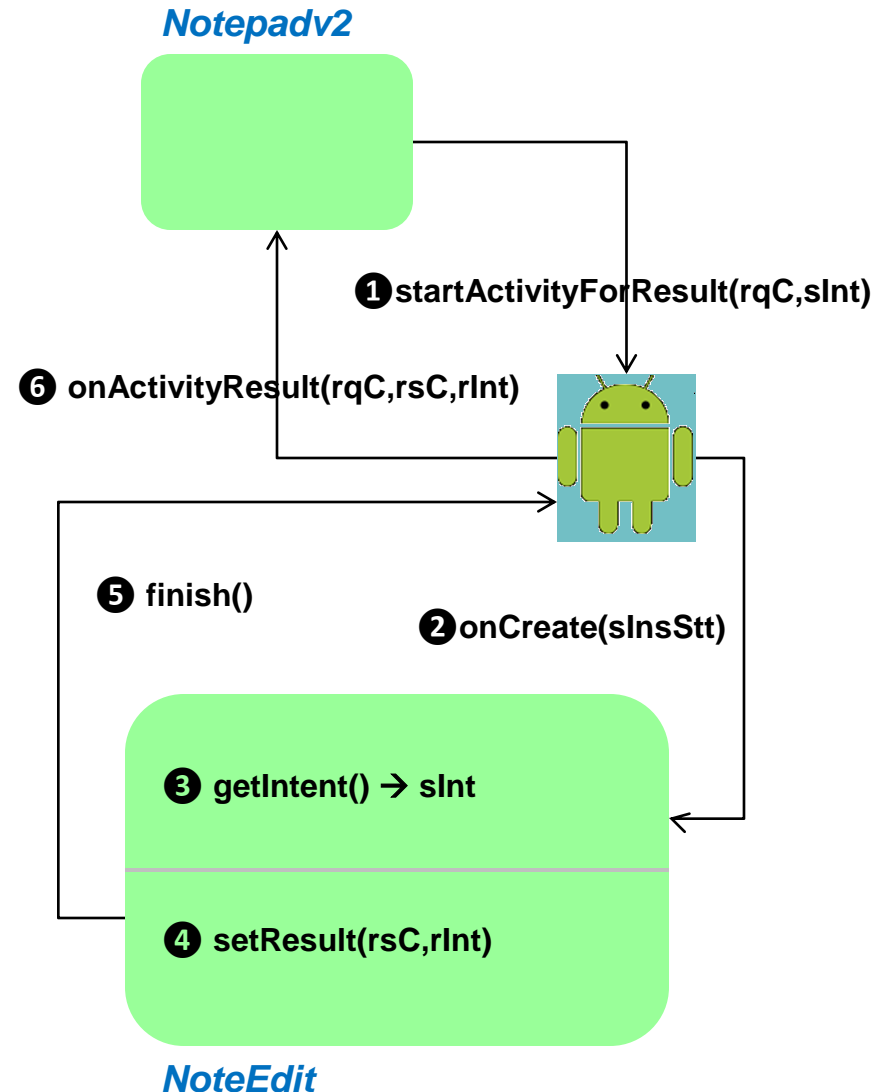 Notepadv2
❶startActivityForResult(rqC,sInt)
❻ onActivityResult(rqC,rsC,rInt)
❺ finish()
❷onCreate(sInsStt)
❸ getIntent() → sInt
❹ setResult(rsC,rInt)
NoteEdit